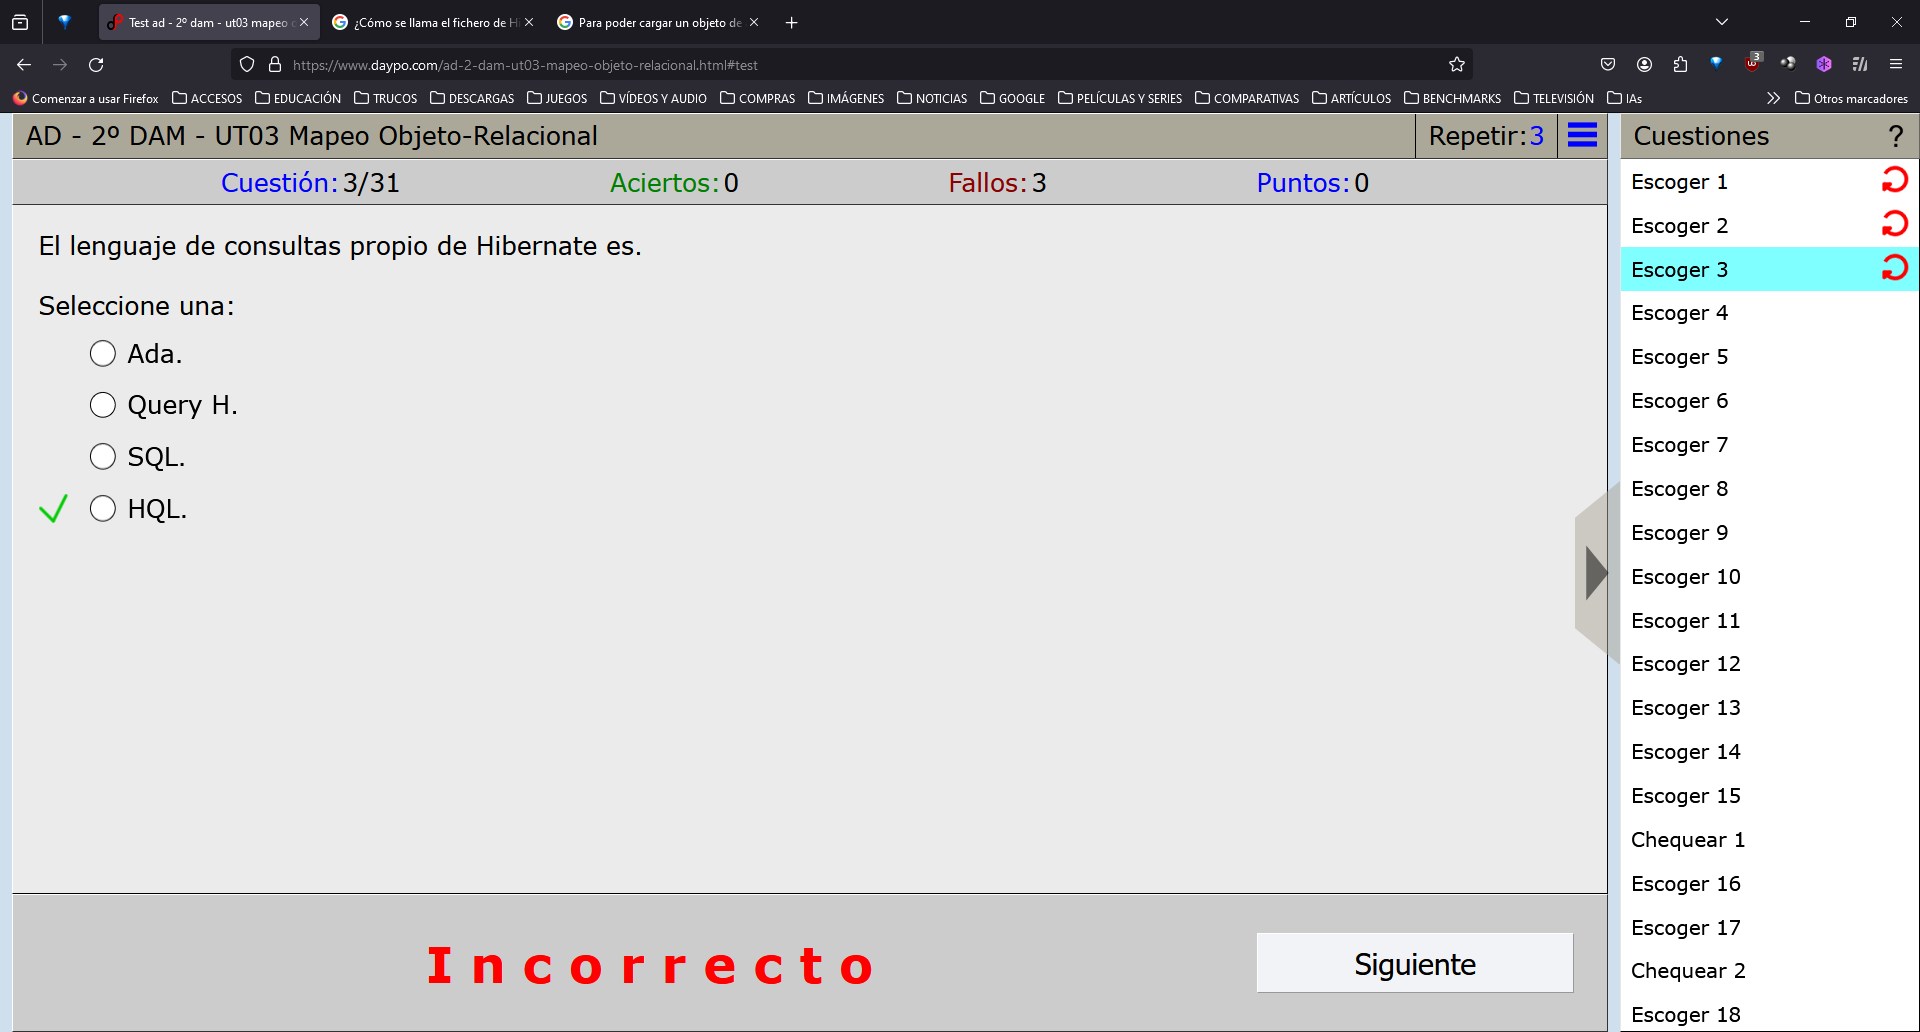 Test ad - 2º dam - ut03 mapeo
¿Cómo se llama el fichero de Hi
Para poder cargar un objeto de
https://www.daypo.com/ad-2-dam-ut03-mapeo-objeto-relacional.html#test
3
Comenzar a usar Firefox
ACCESOS
EDUCACIÓN
TRUCOS
DESCARGAS
JUEGOS
VÍDEOS Y AUDIO
COMPRAS
IMÁGENES
NOTICIAS
GOOGLE
PELÍCULAS Y SERIES
COMPARATIVAS
ARTÍCULOS
BENCHMARKS
TELEVISIÓN
IAs
Otros marcadores
AD - 2º DAM - UT03 Mapeo Objeto-Relacional
Repetir:3
Cuestión:3/31
Aciertos:0
Fallos:3
Puntos:0
El lenguaje de consultas propio de Hibernate es.
Seleccione una:
Ada.
Query H.
SQL.
HQL.
Incorrecto
Siguiente
Cuestiones
?
Escoger 1
Escoger 2
Escoger 3
Escoger 4
Escoger 5
Escoger 6
Escoger 7
Escoger 8
Escoger 9
Escoger 10
Escoger 11
Escoger 12
Escoger 13
Escoger 14
Escoger 15
Chequear 1
Escoger 16
Escoger 17
Chequear 2
Escoger 18